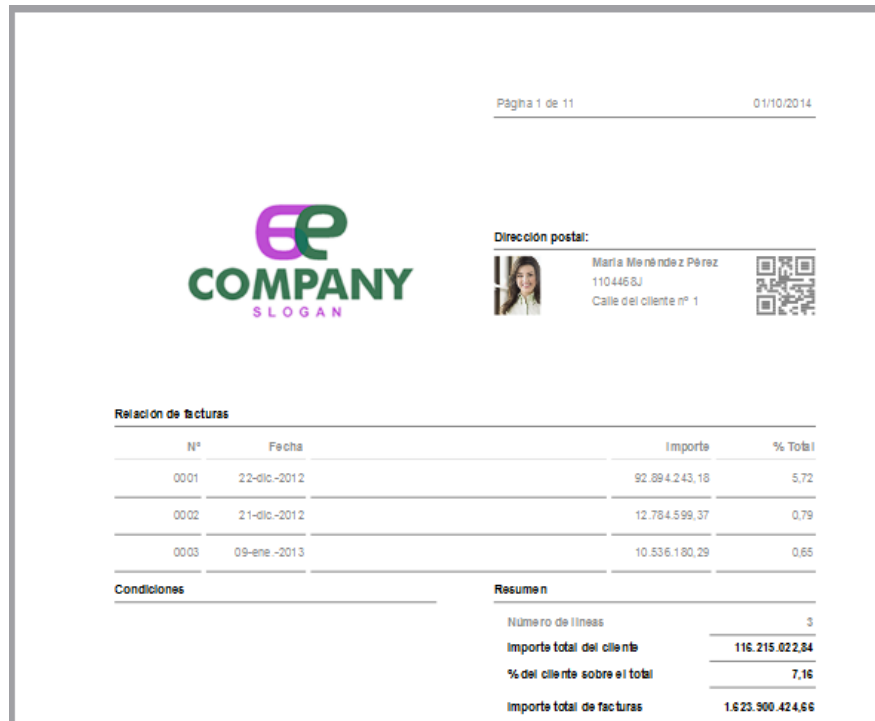 Página 1 de 11 01/10/2014
COMPANY
SLOGAN
Dirección postal:
María Menéndez Pérez
1104468J
Calle del cliente nº 1
Relación de facturas
Nº Fecha Importe % Total
0001 22-dic.-2012 92.894.243,18 5,72
0002 21-dic.-2012 12.784.599,37 0,79
0003 09-ene.-2013 10.536.180,29 0,65
Condiciones Resumen
Número de líneas 3
Importe total del cliente 116.215.022,84
% del cliente sobre el total 7,16
Importe total de facturas 1.623.900.424,66